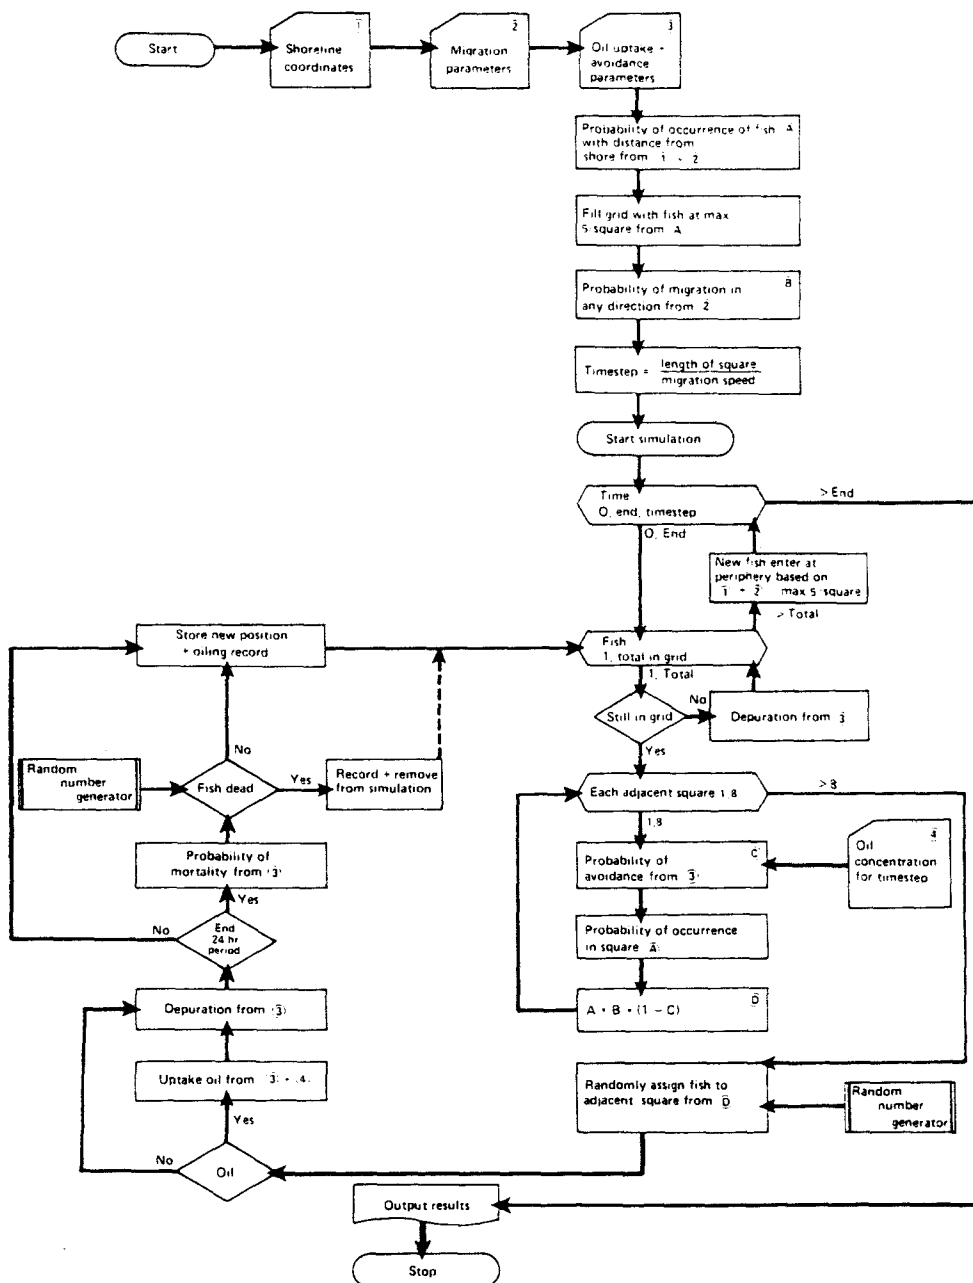 Start
1
Shoreline
coordinates
2
Migration
parameters
3
Oil uptake +
avoidance
parameters
Probability of occurrence of fish A
with distance from
shore from 1 + 2
Fill grid with fish at max
5/square from A
B
Probability of migration in
any direction from 2
Timestep = length of square
migration speed
Start simulation
Time
O, end, timestep
> End
O, End
New fish enter at
periphery based on
1 + 2 max 5/square
> Total
Store new position
+ oiling record
Fish
1, total in grid
1, Total
Still in grid
No
Depuration from 3
Yes
No
Random
number
generator
Fish dead
Yes
Record + remove
from simulation
Each adjacent square 1,8
> 8
1,8
Probability of
mortality from (3)
Yes
C
Probability of
avoidance from (3)
4
Oil
concentration
for timestep
No
End
24 hr
period
Probability of occurrence
in square (A)
Depuration from (3)
D
A * B * (1 - C)
Uptake oil from (3) + (4)
Yes
Randomly assign fish to
adjacent square from D
Random
number
generator
No
Oil
Output results
Stop